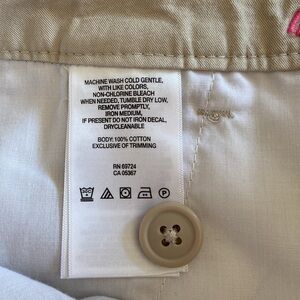 MACHINE WASH COLD GENTLE,
WITH LIKE COLORS,
NON-CHLORINE BLEACH
WHEN NEEDED, TUMBLE DRY LOW,
REMOVE PROMPTLY,
IRON MEDIUM,
IF PRESENT DO NOT IRON DECAL,
DRYCLEANABLE
BODY: 100% COTTON
EXCLUSIVE OF TRIMMING
RN 69724
CA 05367